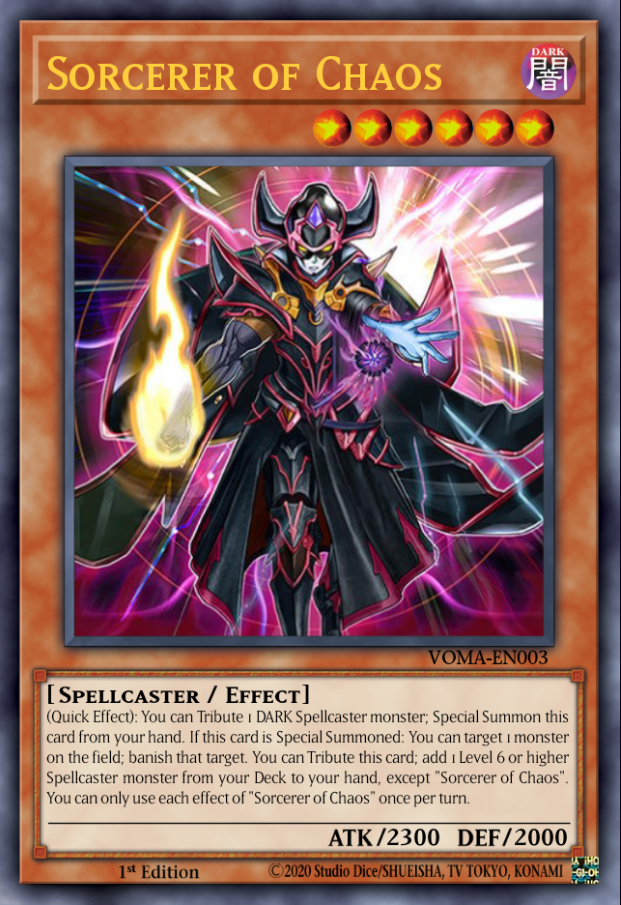 SORCERER OF CHAOS
DARK
闇
VOMA-EN003
[SPELLCASTER / EFFECT]
(Quick Effect): You can Tribute 1 DARK Spellcaster monster; Special Summon this
card from your hand. If this card is Special Summoned: You can target 1 monster
on the field; banish that target. You can Tribute this card; add 1 Level 6 or higher
Spellcaster monster from your Deck to your hand, except "Sorcerer of Chaos".
You can only use each effect of "Sorcerer of Chaos" once per turn.
ATK/2300 DEF/2000
1st Edition
©2020 Studio Dice/SHUEISHA, TV TOKYO, KONAMI